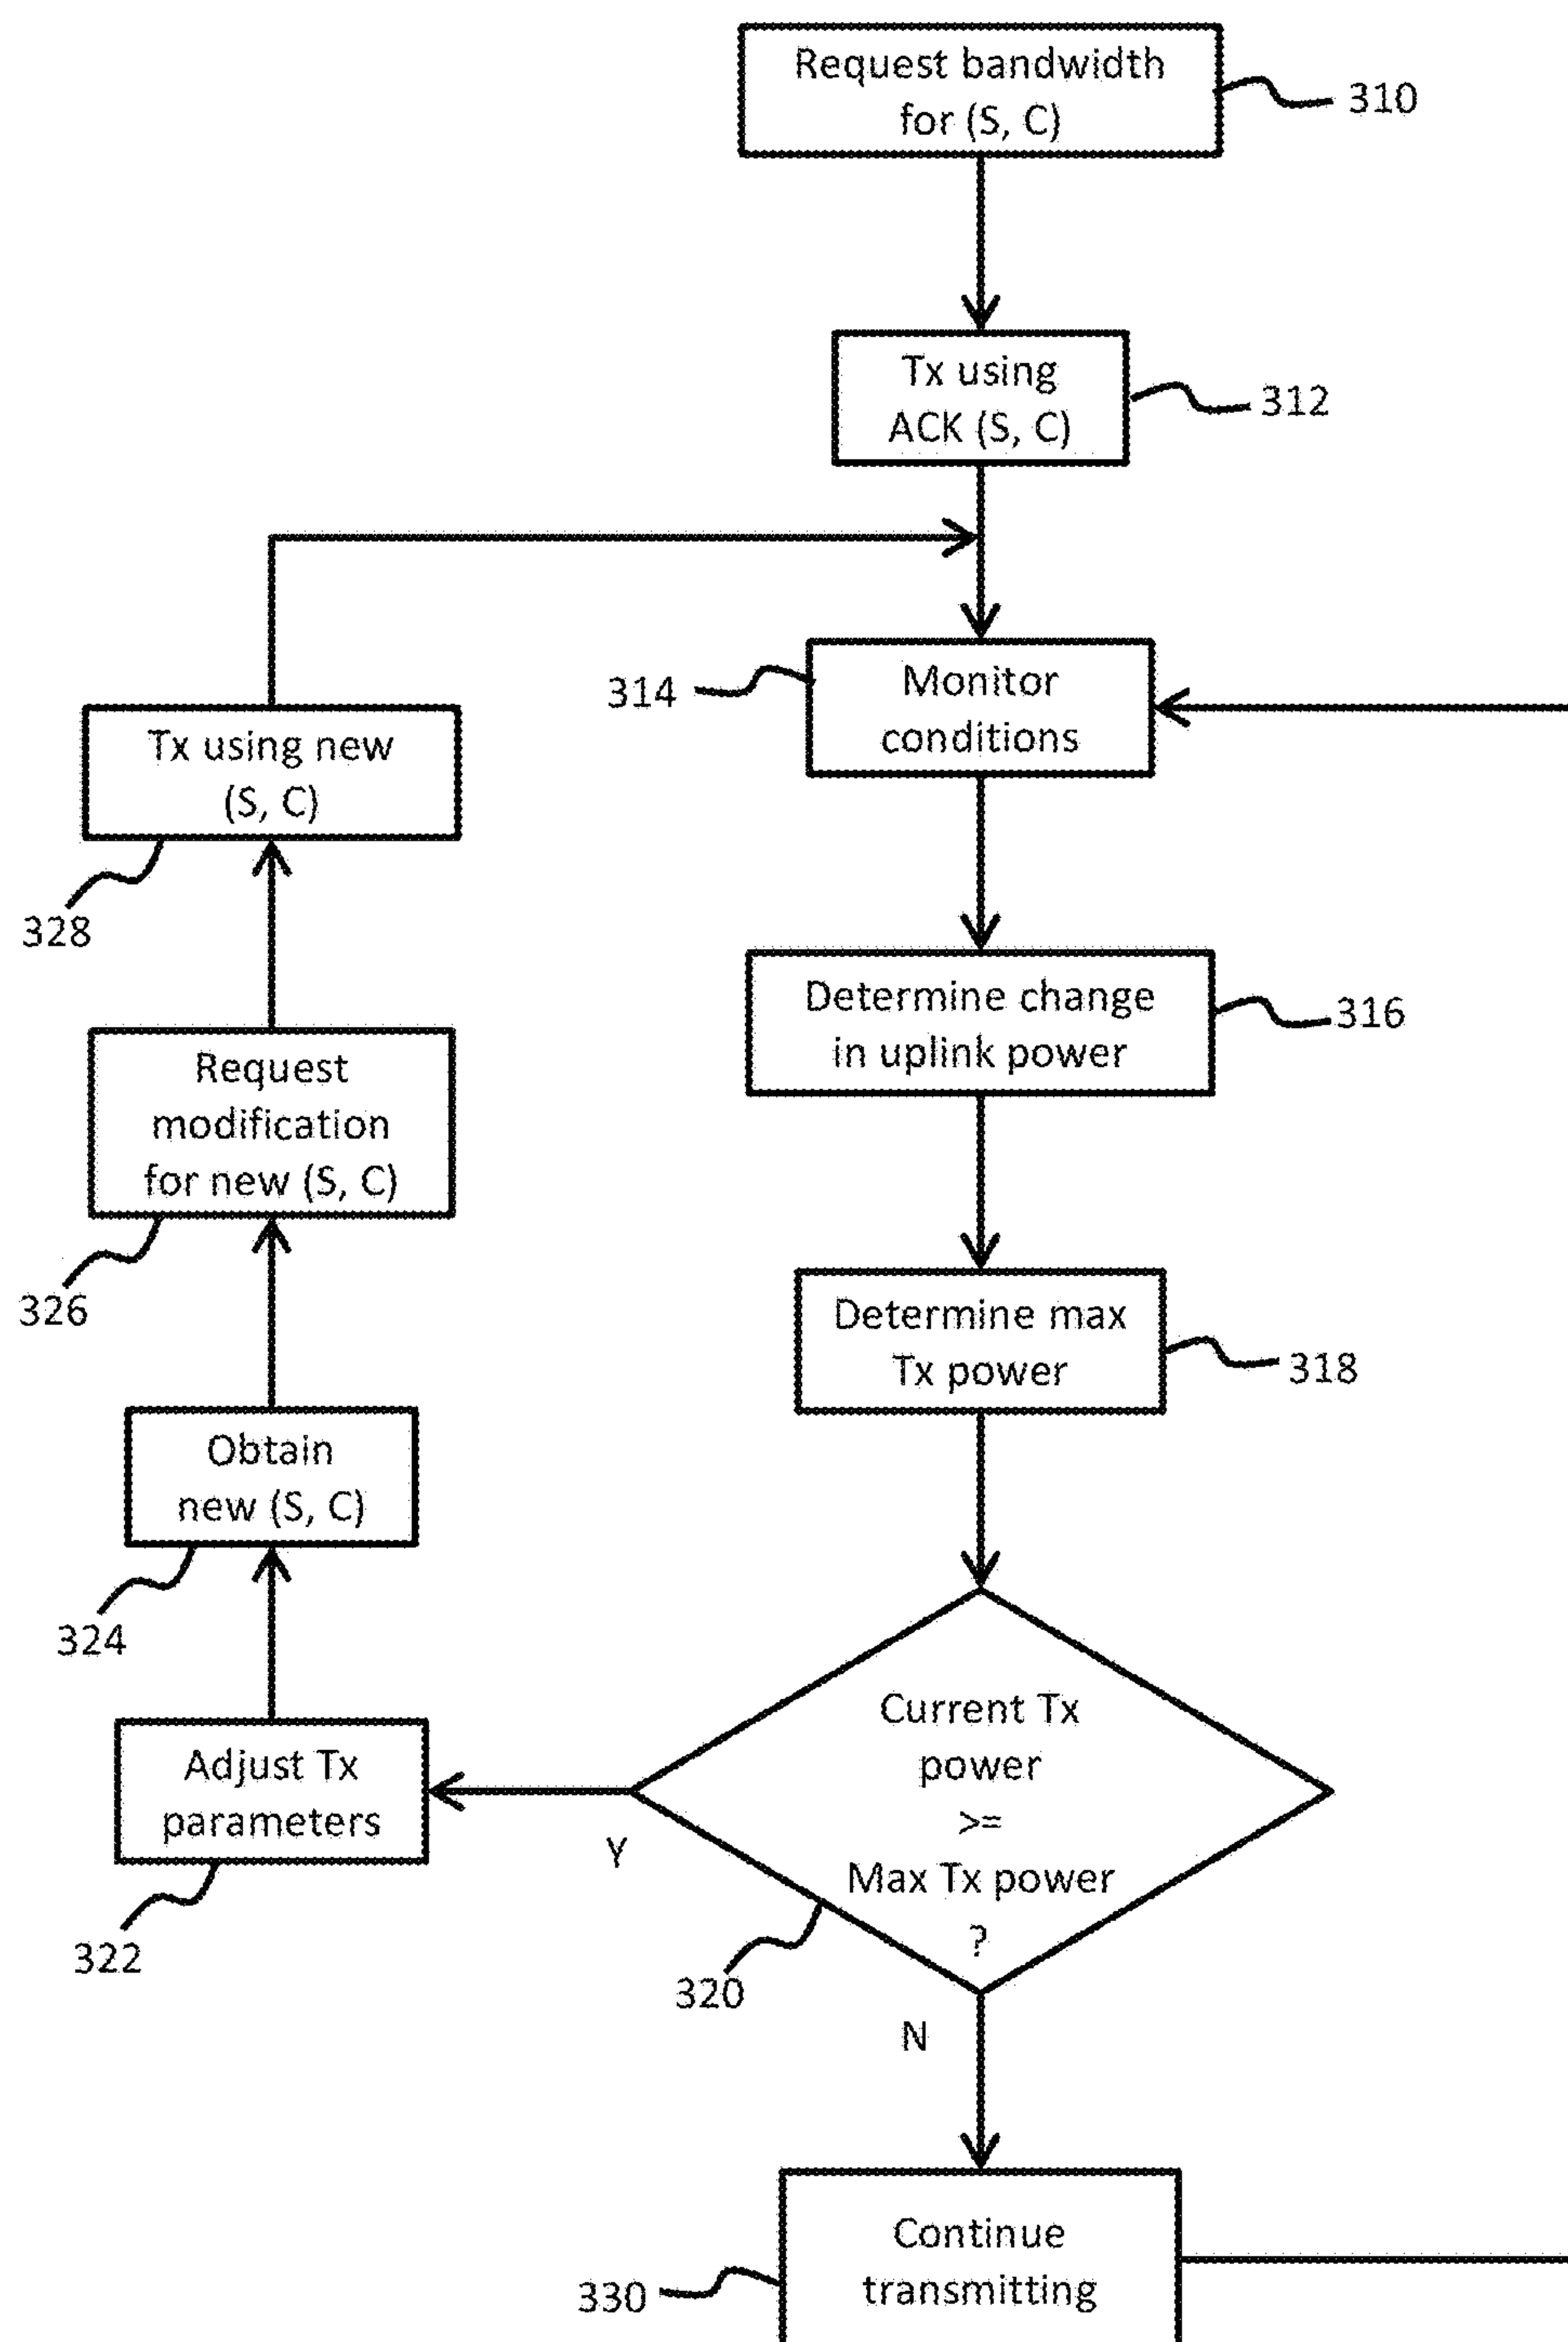 Request bandwidth
for (S, C)
310
Tx using
ACK (S, C)
312
Monitor
conditions
314
Determine change
in uplink power
316
Determine max
Tx power
318
Current Tx
power
>=
Max Tx power
?
320
Y
N
Adjust Tx
parameters
322
Obtain
new (S, C)
324
Request
modification
for new (S, C)
326
Tx using new
(S, C)
328
Continue
transmitting
330